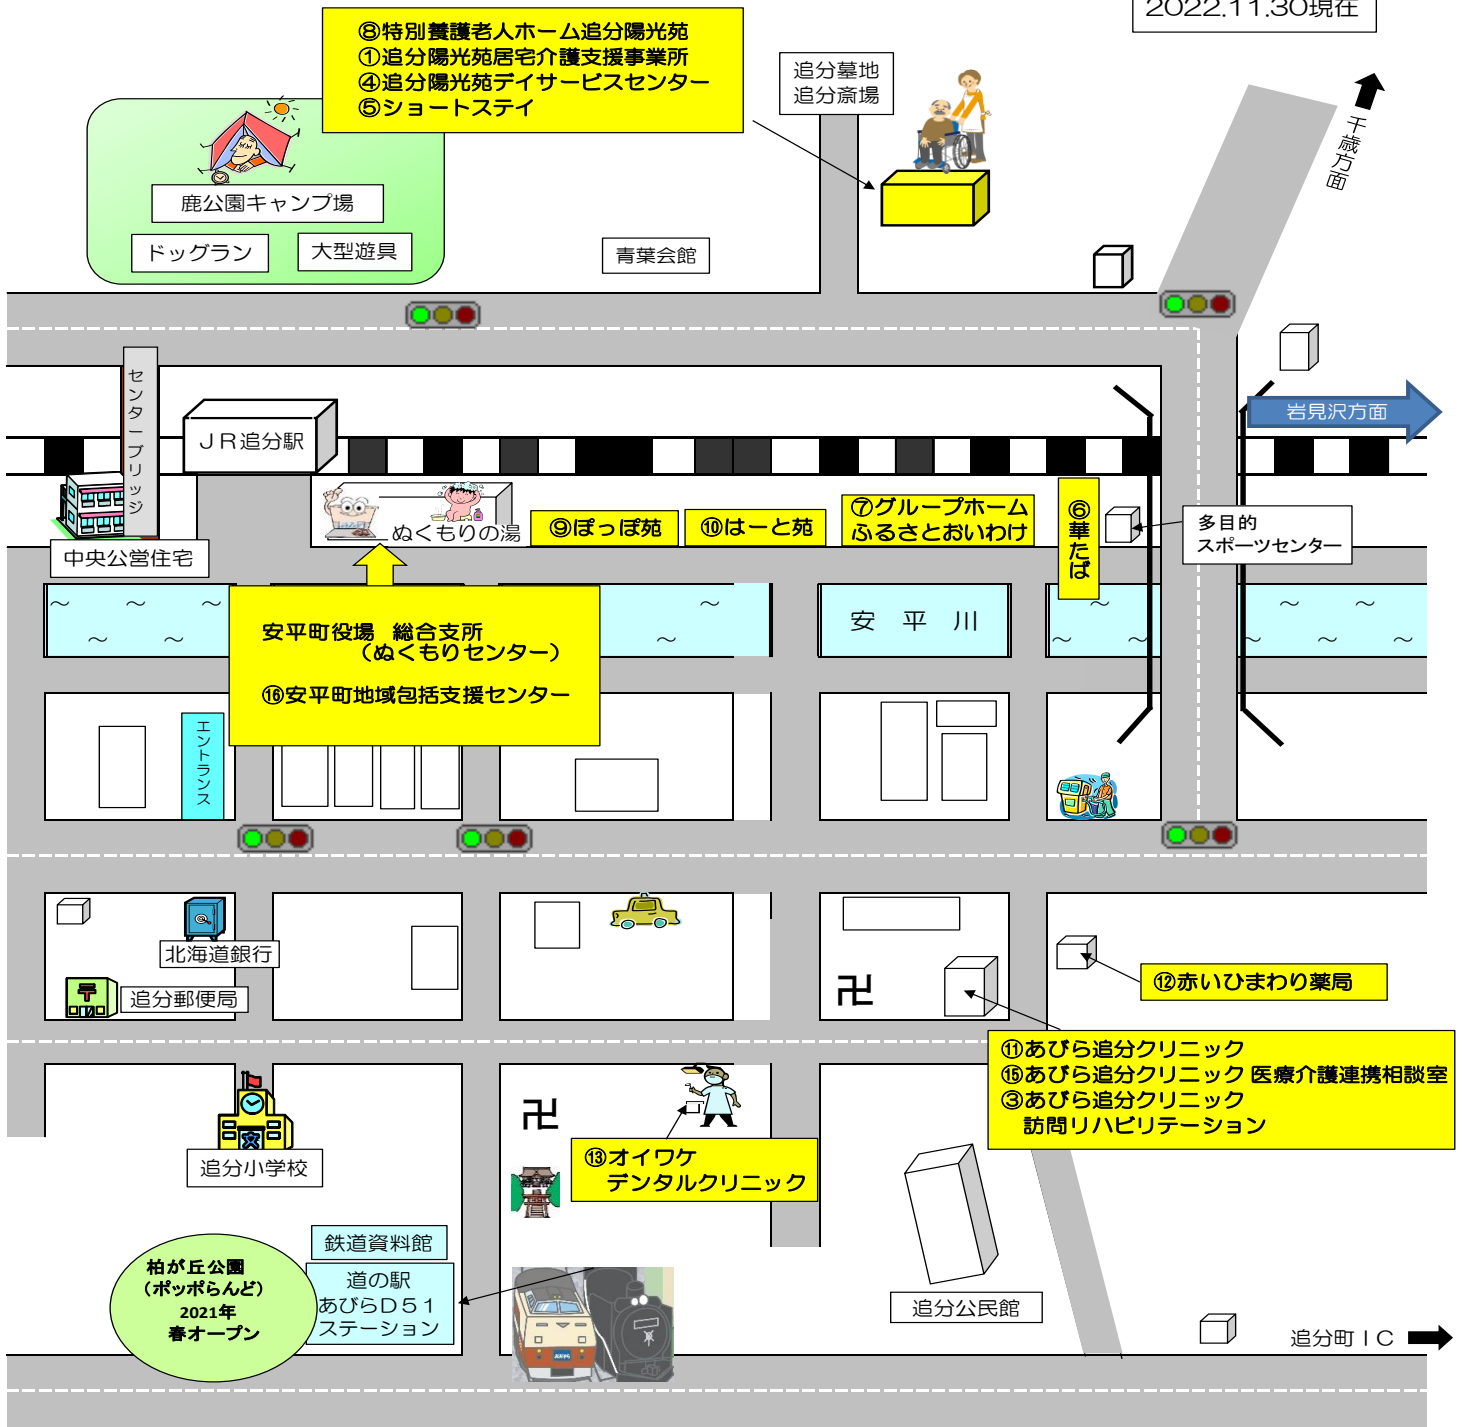 2022.11.30現在
⑧特別養護老人ホーム追分陽光苑
①追分陽光苑居宅介護支援事業所
④追分陽光苑デイサービスセンター
⑤ショートステイ
追分墓地
追分斎場
千歳方面
鹿公園キャンプ場
ドッグラン
大型遊具
青葉会館
センターブリッジ
JR追分駅
岩見沢方面
中央公営住宅
ぬくもりの湯
⑨ぽっぽ苑
⑩はーと苑
⑦グループホーム
ふるさとおいわけ
⑥華たば
多目的
スポーツセンター
安平町役場 総合支所
(ぬくもりセンター)
⑯安平町地域包括支援センター
安 平 川
エントランス
北海道銀行
追分郵便局
卍
⑫赤いひまわり薬局
⑪あびら追分クリニック
⑮あびら追分クリニック 医療介護連携相談室
③あびら追分クリニック
訪問リハビリテーション
文
追分小学校
卍
⑬オイワケ
デンタルクリニック
鉄道資料館
道の駅
あびらD51
ステーション
柏が丘公園
(ポッポらんど)
2021年
春オープン
追分公民館
追分町IC